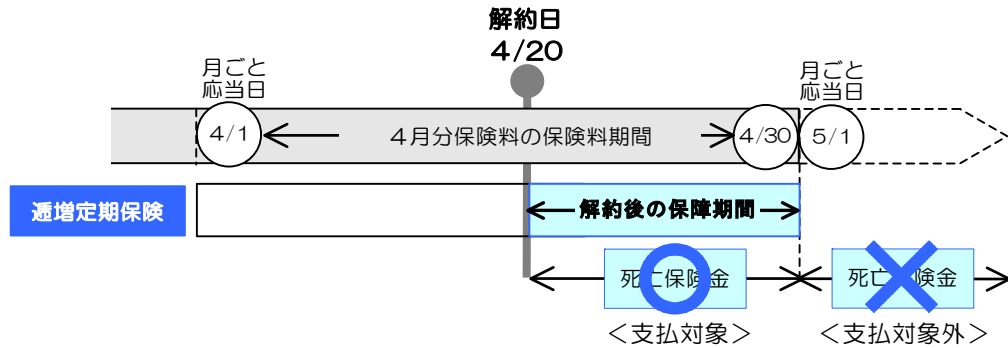 解約日
4/20
月ごと
応当日
月ごと
応当日
4/1
4月分保険料の保険料期間
4/30
5/1
逓増定期保険
解約後の保障期間
死亡保険金
死亡 険金
＜支払対象＞
＜支払対象外＞